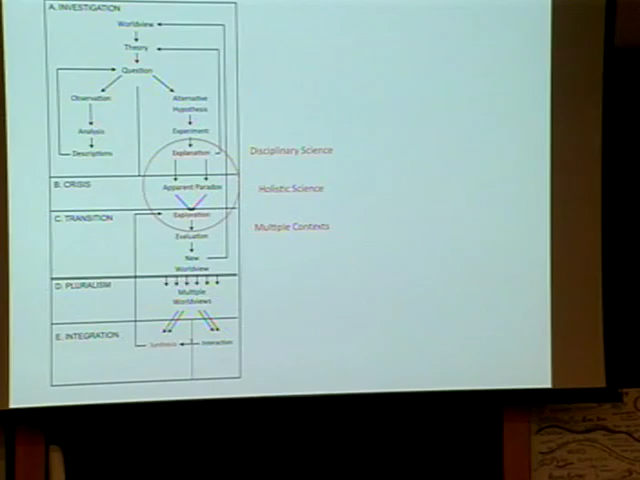 A. INVESTIGATION
Worldview
Theory
Question
Observation
Alternative
Hypothesis
Analysis
Experiment
Descriptions
Explanation
Disciplinary Science
B. CRISIS
Apparent Paradox
Holistic Science
C. TRANSITION
Exploration
Multiple Contexts
Evaluation
New
Worldview
D. PLURALISM
Multiple
Worldviews
E. INTEGRATION
Synthesis
Interaction